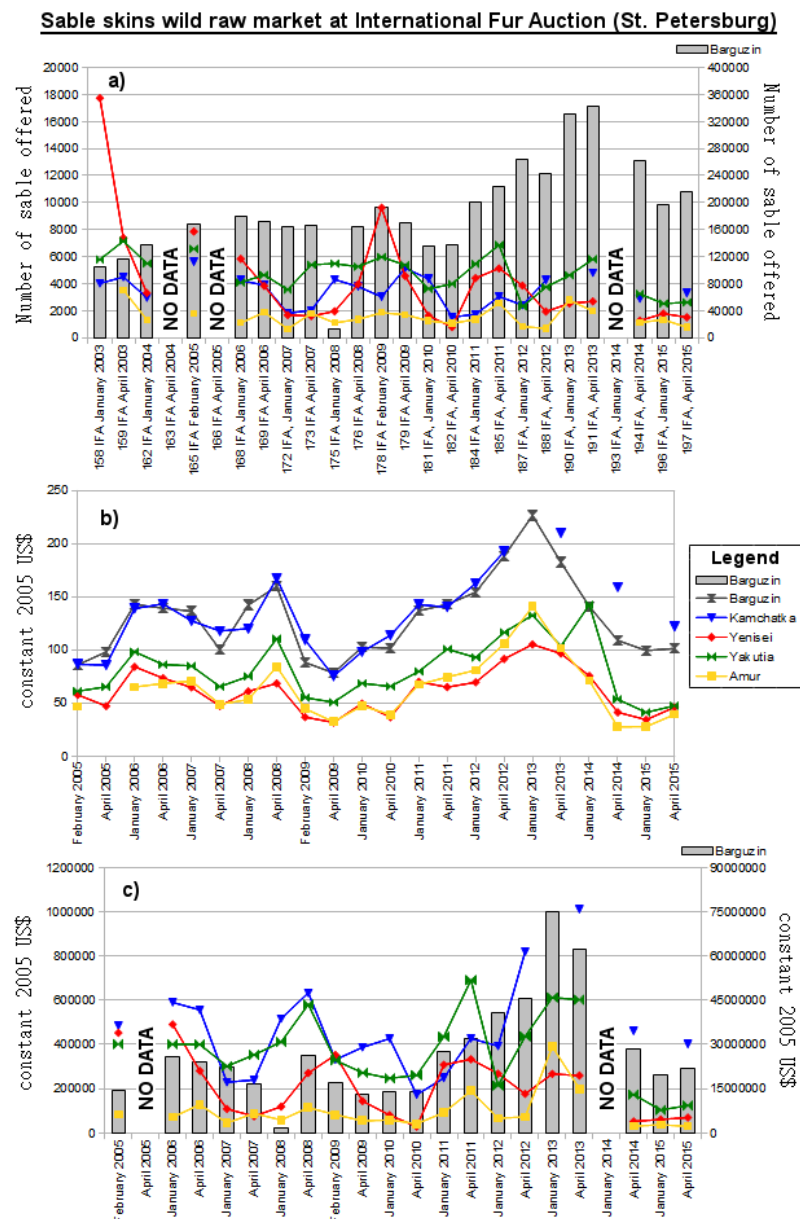 Sable skins wild raw market at International Fur Auction (St. Petersburg)
Barguzin
a)
Number of sable offered
20000
18000
16000
14000
12000
10000
8000
6000
4000
2000
0
400000
360000
320000
280000
240000
200000
160000
120000
80000
40000
0
Number of sable offered
NO DATA
NO DATA
NO DATA
158 IFA January 2003
159 IFA April 2003
162 IFA January 2004
163 IFA April 2004
165 IFA February 2005
166 IFA April 2005
168 IFA, January 2006
169 IFA, April 2006
172 IFA, January 2007
173 IFA, April 2007
175 IFA, January 2008
176 IFA, April 2008
178 IFA February 2009
179 IFA, April 2009
181 IFA, January 2010
182 IFA, April 2010
184 IFA, January 2011
185 IFA, April 2011
187 IFA, January 2012
188 IFA, April 2012
190 IFA, January 2013
191 IFA, April 2013
193 IFA, January 2014
194 IFA, April 2014
196 IFA, January 2015
197 IFA, April 2015
b)
constant 2005 US$
250
200
150
100
50
0
February 2005
April 2005
January 2006
April 2006
January 2007
April 2007
January 2008
April 2008
February 2009
April 2009
January 2010
April 2010
January 2011
April 2011
January 2012
April 2012
January 2013
April 2013
January 2014
April 2014
January 2015
April 2015
Legend
Barguzin
Barguzin
Kamchatka
Yenisei
Yakutia
Amur
Barguzin
c)
constant 2005 US$
1200000
1000000
800000
600000
400000
200000
0
90000000
75000000
60000000
45000000
30000000
15000000
0
constant 2005 US$
NO DATA
NO DATA
February 2005
April 2005
January 2006
April 2006
January 2007
April 2007
January 2008
April 2008
February 2009
April 2009
January 2010
April 2010
January 2011
April 2011
January 2012
April 2012
January 2013
April 2013
January 2014
April 2014
January 2015
April 2015